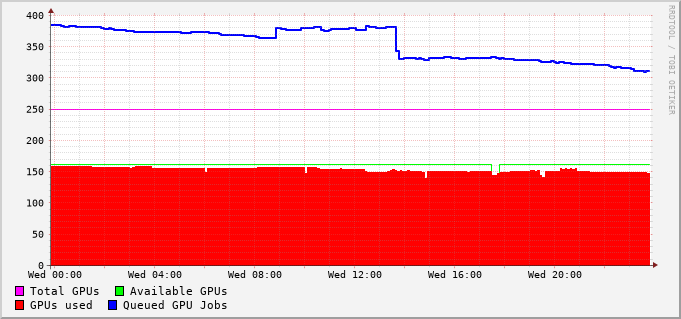 400
350
300
250
200
150
100
50
0
Wed 00:00 Wed 04:00 Wed 08:00 Wed 12:00 Wed 16:00 Wed 20:00
Total GPUs Available GPUs
GPUs used Queued GPU Jobs
RRDTOOL / TOBI OETIKER